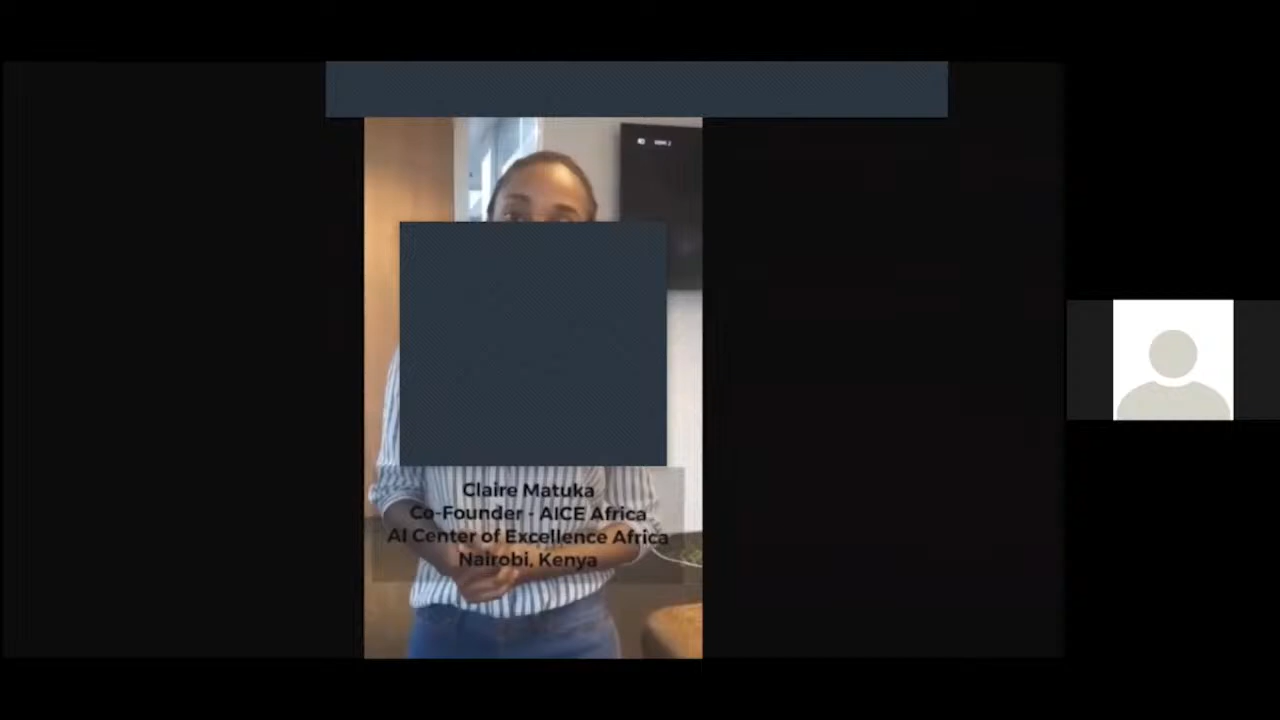 Claire Matuka
Co-Founder - AICE Africa
AI Center of Excellence Africa
Nairobi, Kenya